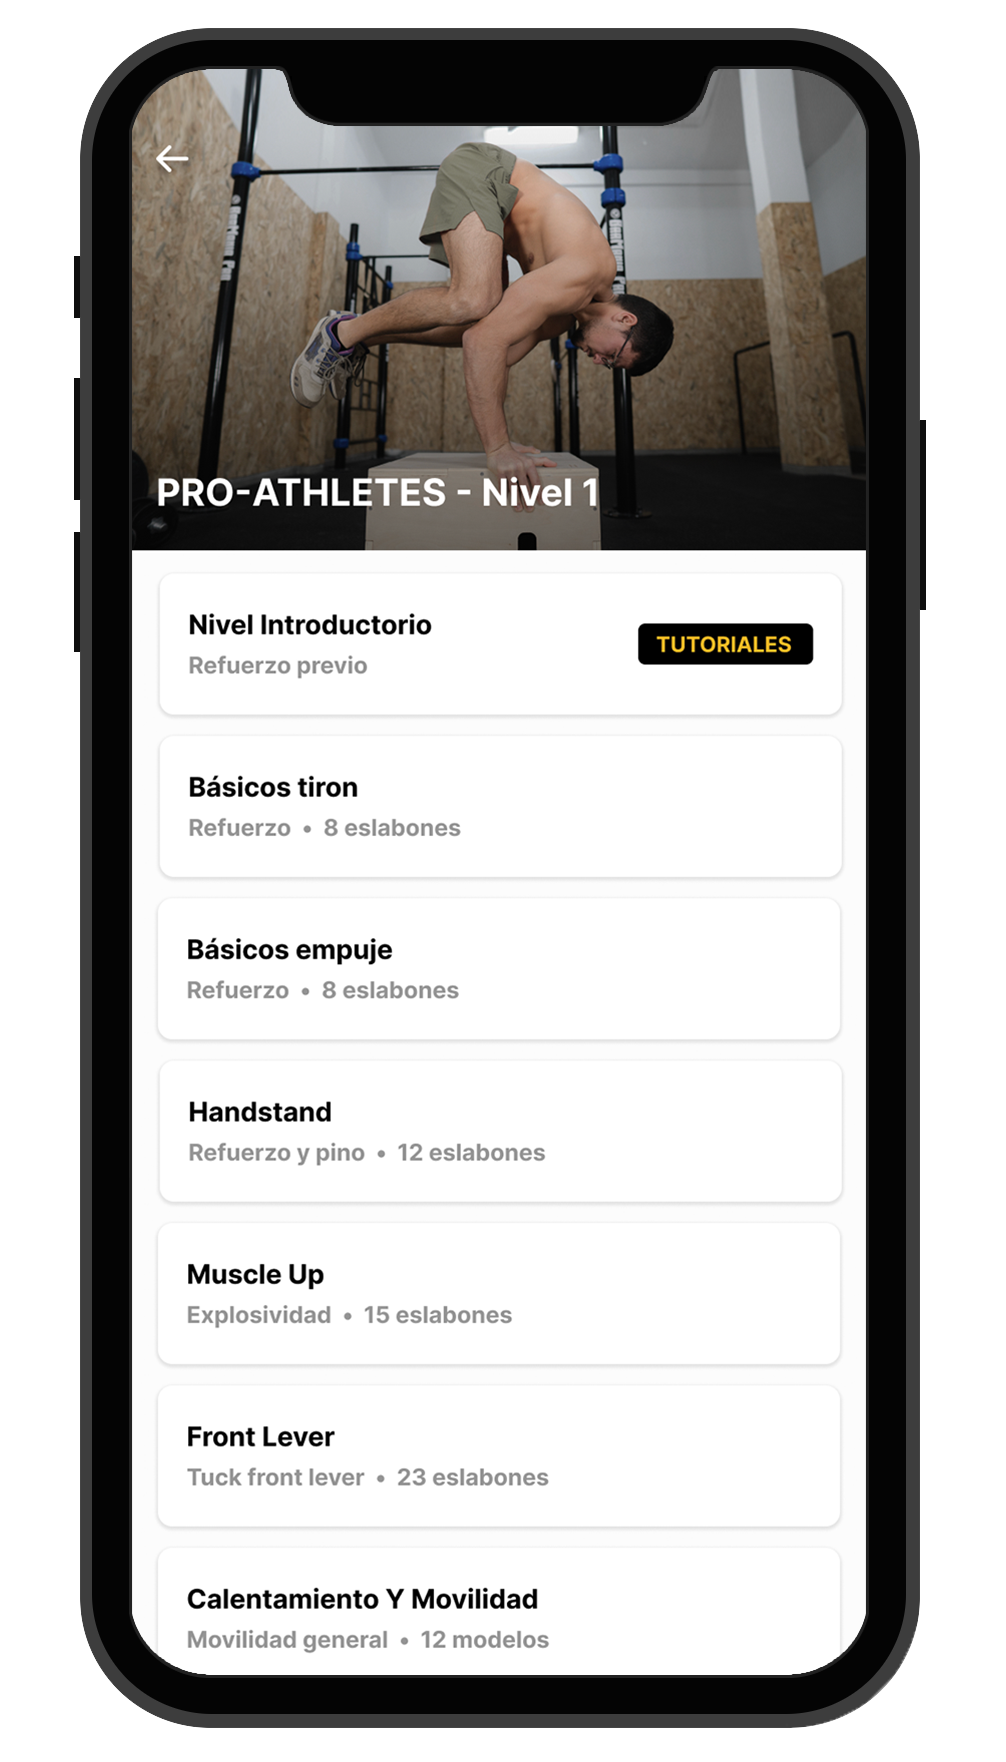 PRO-ATHLETES - Nivel 1
Nivel Introductorio
Refuerzo previo
TUTORIALES
Básicos tiron
Refuerzo • 8 eslabones
Básicos empuje
Refuerzo • 8 eslabones
Handstand
Refuerzo y pino • 12 eslabones
Muscle Up
Explosividad • 15 eslabones
Front Lever
Tuck front lever • 23 eslabones
Calentamiento Y Movilidad
Movilidad general • 12 modelos